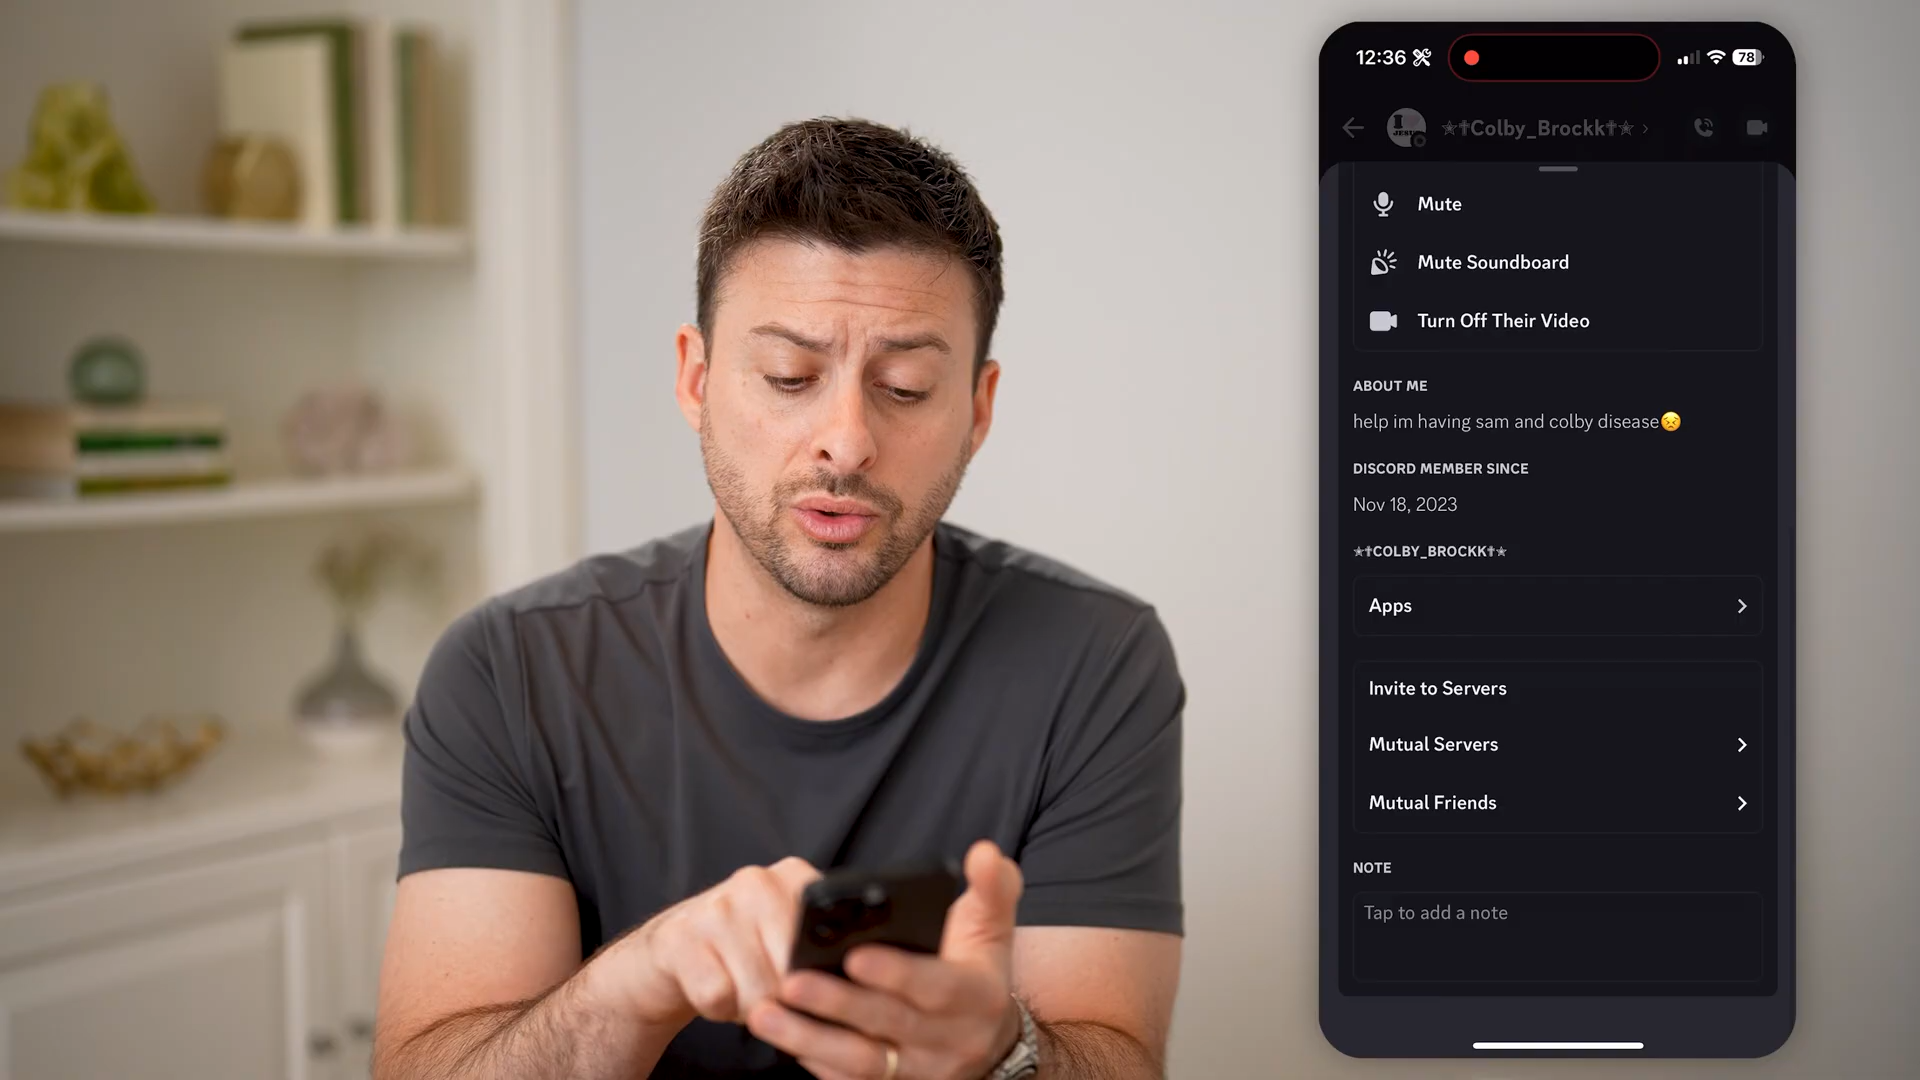 12:36
78
☆✝Colby_Brockk✝☆ ›
Mute
Mute Soundboard
Turn Off Their Video
ABOUT ME
help im having sam and colby disease😣
DISCORD MEMBER SINCE
Nov 18, 2023
★✝COLBY_BROCKK✝★
Apps
Invite to Servers
Mutual Servers
Mutual Friends
NOTE
Tap to add a note